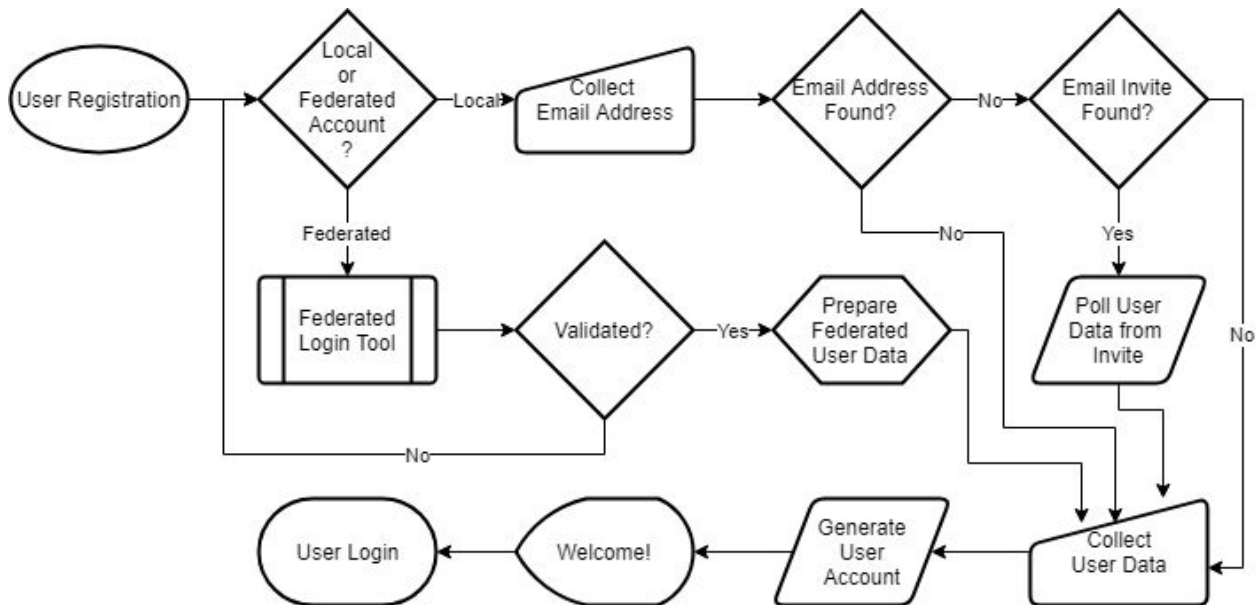 User Registration
Local
or
Federated
Account
?
Local
Collect
Email Address
Email Address
Found?
No
Email Invite
Found?
No
Federated
No
Yes
Federated
Login Tool
Validated?
Yes
Prepare
Federated
User Data
Poll User
Data from
Invite
No
User Login
Welcome!
Generate
User
Account
Collect
User Data